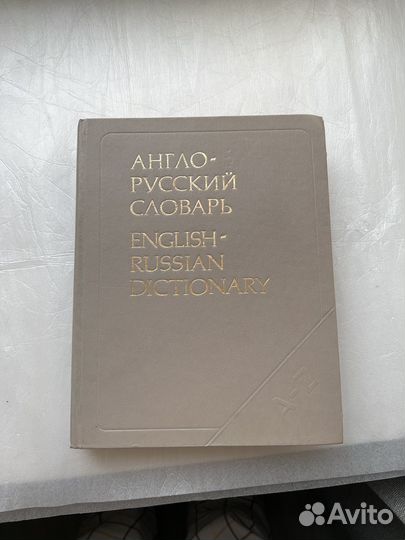 АНГЛО-
РУССКИЙ
СЛОВАРЬ
ENGLISH-
RUSSIAN
DICTIONARY
A-Z
Avito